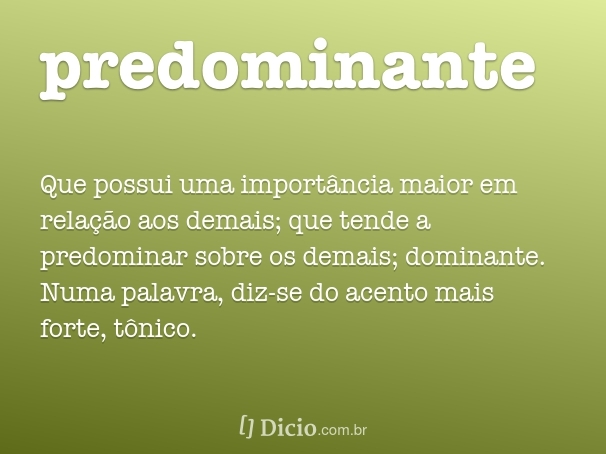 predominante
Que possui uma importância maior em
relação aos demais; que tende a
predominar sobre os demais; dominante.
Numa palavra, diz-se do acento mais
forte, tônico.
[] Dicio.com.br